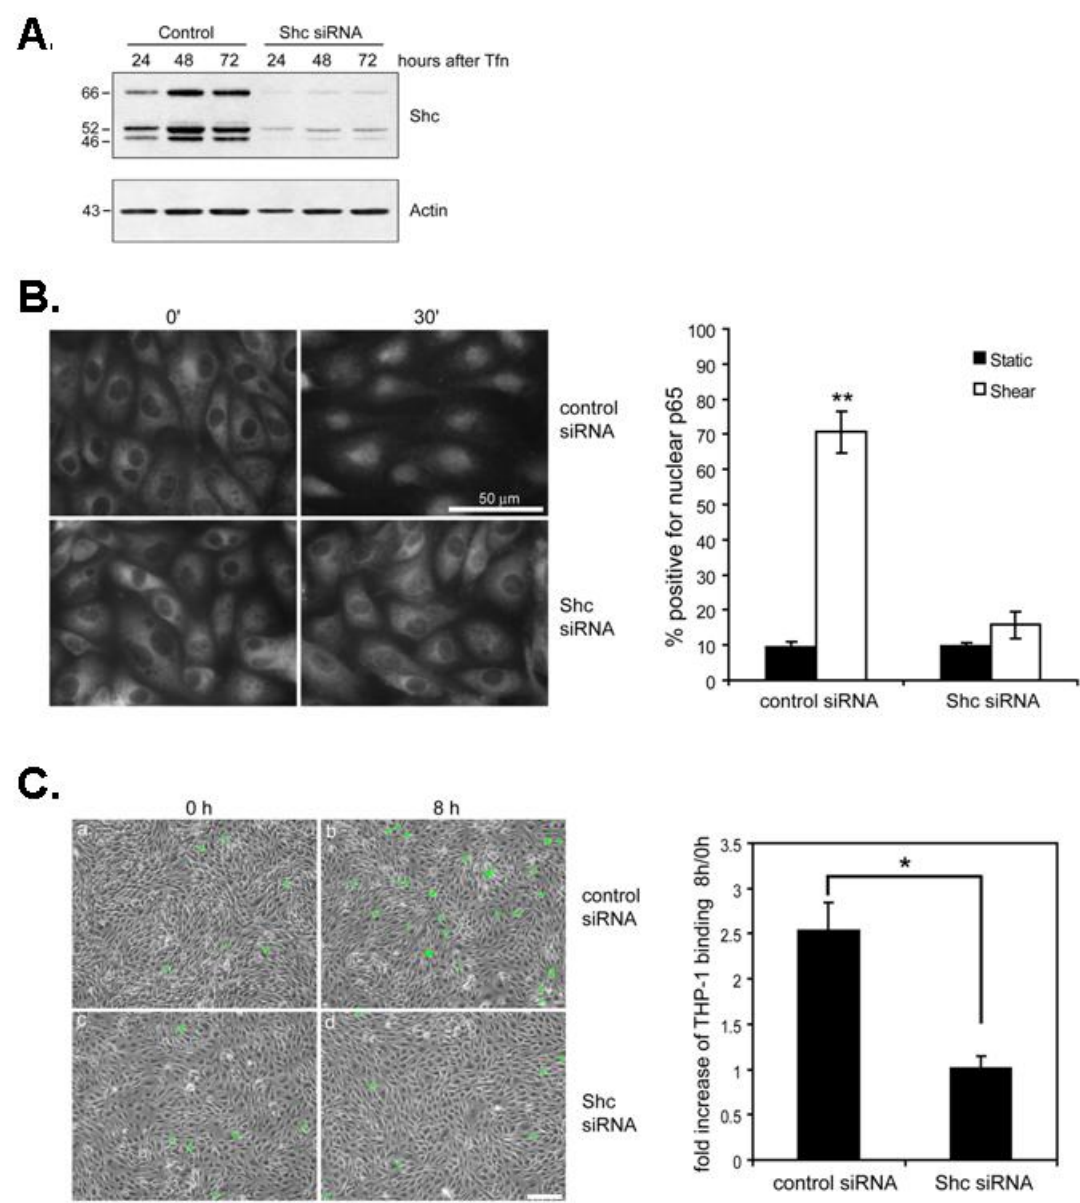 A.
Control Shc siRNA
24 48 72 24 48 72 hours after Tfn
66
Shc
52
46
43 Actin
B.
0' 30'
control
siRNA
50 μm
Shc
siRNA
% positive for nuclear p65
100
90
80
70
60
50
40
30
20
10
0
**
Static
Shear
control siRNA Shc siRNA
C.
0 h 8 h
a b
control
siRNA
c d
Shc
siRNA
fold increase of THP-1 binding 8h/0h
3.5
3
2.5
2
1.5
1
0.5
0
*
control siRNA Shc siRNA